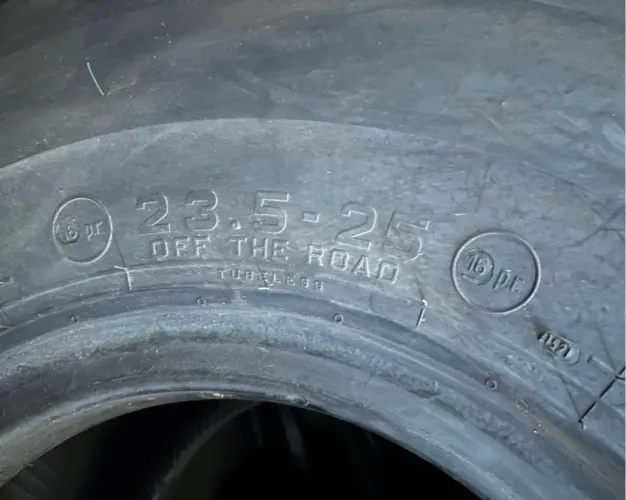 23.5-25
OFF THE ROAD
TUBELESS
16 pr
16 pr